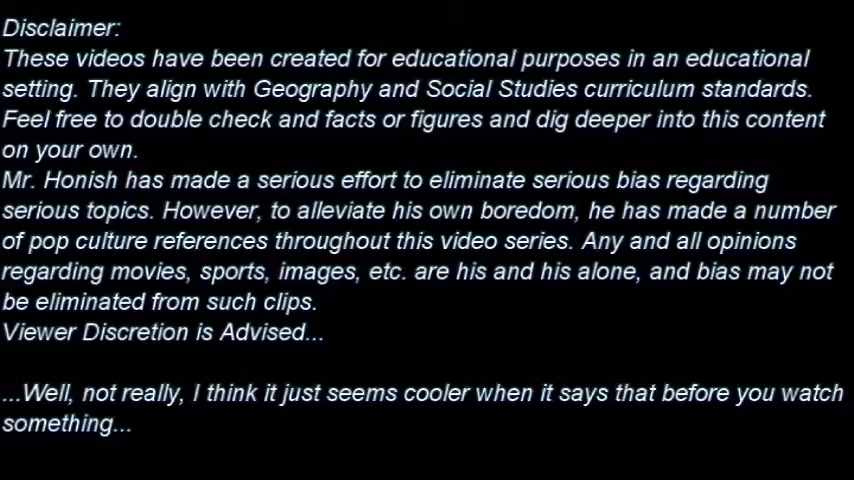 Disclaimer:
These videos have been created for educational purposes in an educational
setting. They align with Geography and Social Studies curriculum standards.
Feel free to double check and facts or figures and dig deeper into this content
on your own.
Mr. Honish has made a serious effort to eliminate serious bias regarding
serious topics. However, to alleviate his own boredom, he has made a number
of pop culture references throughout this video series. Any and all opinions
regarding movies, sports, images, etc. are his and his alone, and bias may not
be eliminated from such clips.
Viewer Discretion is Advised...
...Well, not really, I think it just seems cooler when it says that before you watch
something...